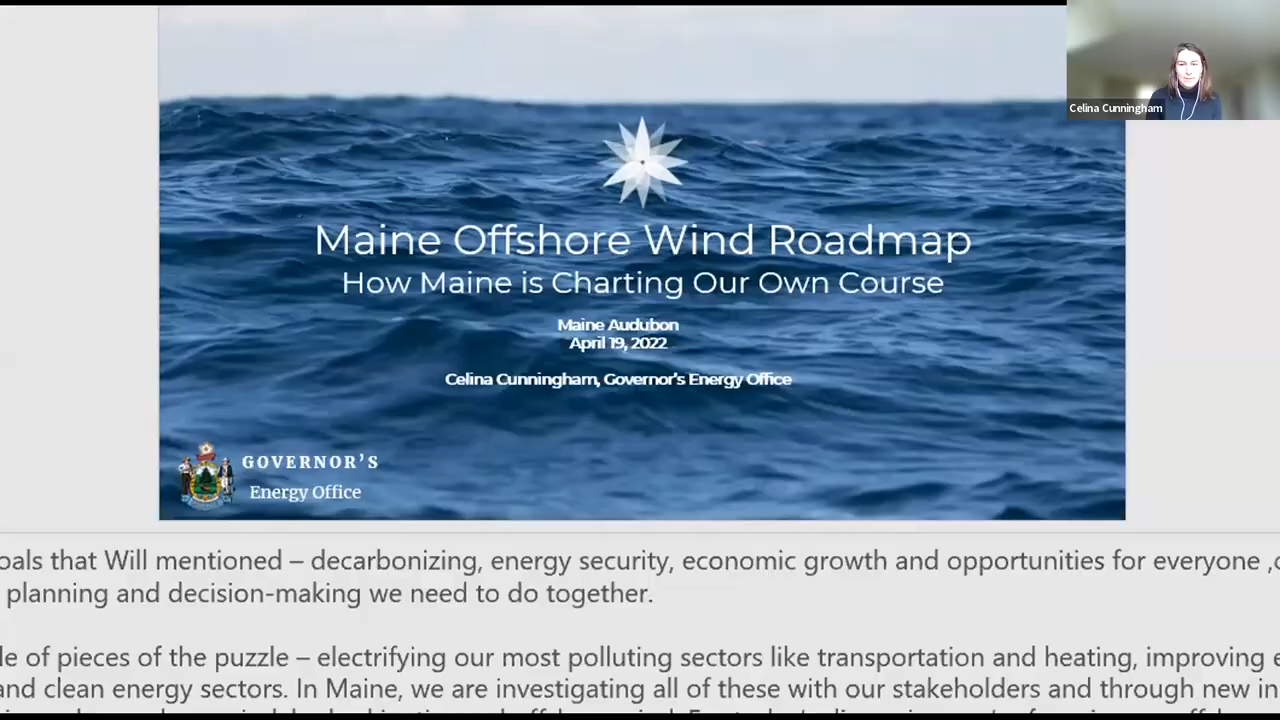 Celina Cunningham
Maine Offshore Wind Roadmap
How Maine is Charting Our Own Course
Maine Audubon
April 19, 2022
Celina Cunningham, Governor's Energy Office
GOVERNOR'S
Energy Office
oals that Will mentioned – decarbonizing, energy security, economic growth and opportunities for everyone ,
planning and decision-making we need to do together.
le of pieces of the puzzle – electrifying our most polluting sectors like transportation and heating, improving
and clean energy sectors. In Maine, we are investigating all of these with our stakeholders and through new in